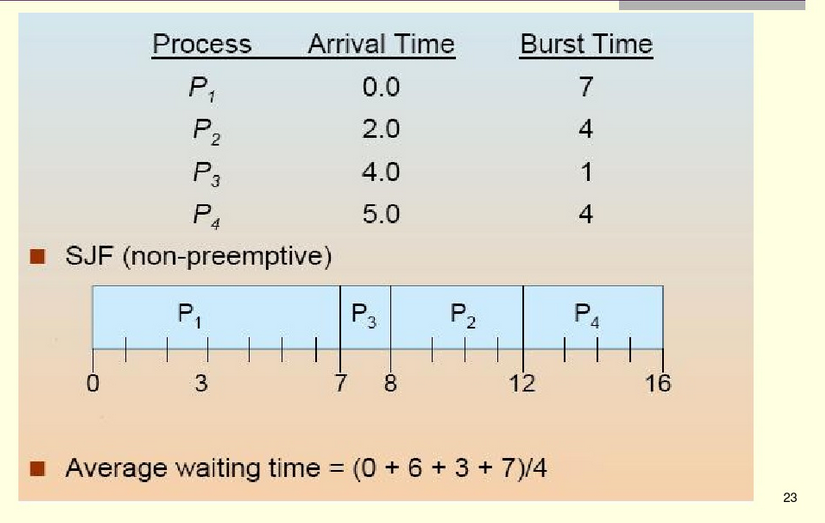 Process Arrival Time Burst Time
P1 0.0 7
P2 2.0 4
P3 4.0 1
P4 5.0 4
SJF (non-preemptive)
P1 P3 P2 P4
0 3 7 8 12 16
Average waiting time = (0 + 6 + 3 + 7)/4
23